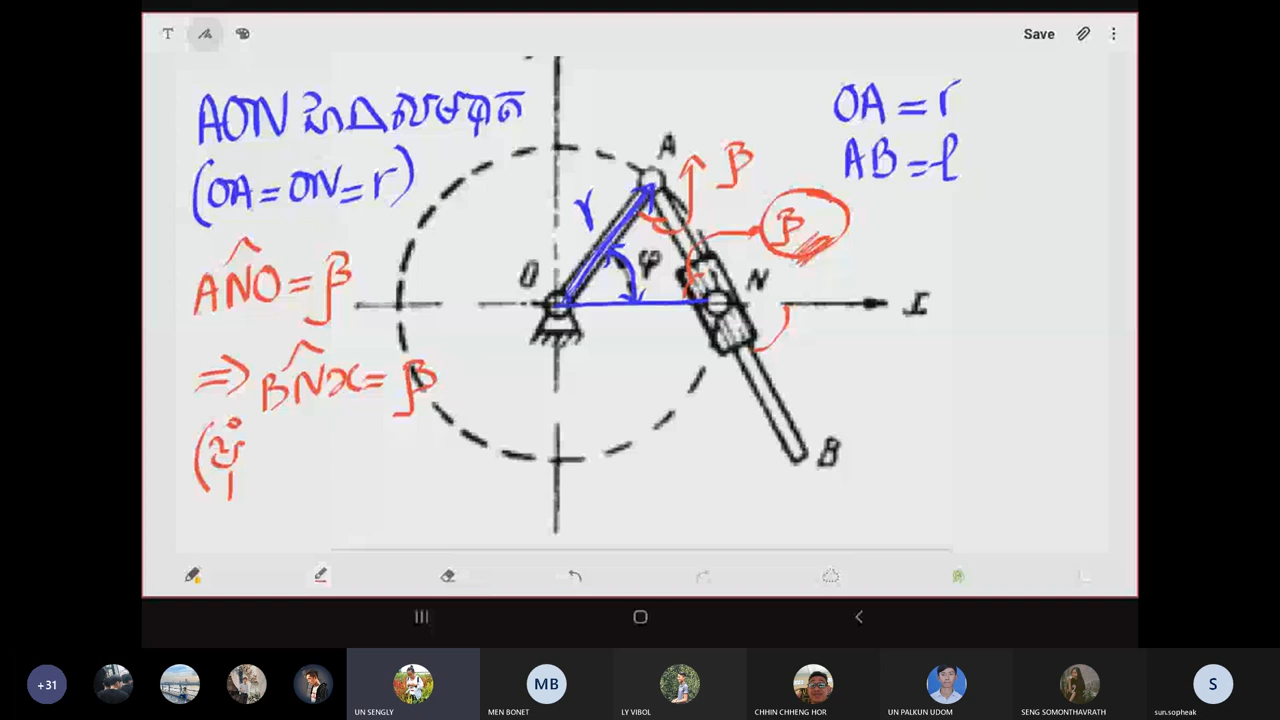 Save
AON ជា Δ សមបាត
(OA = ON = r)
AN̂O = β
=> BN̂x = β
OA = r
AB = l
A
β
r
β
O
φ
N
x
B
+31
UN SENGLY
MB
MEN BONET
LY VIBOL
CHHIN CHHENG HOR
UN PALKUN UDOM
SENG SOMONTHAVRATH
S
sun.sopheak